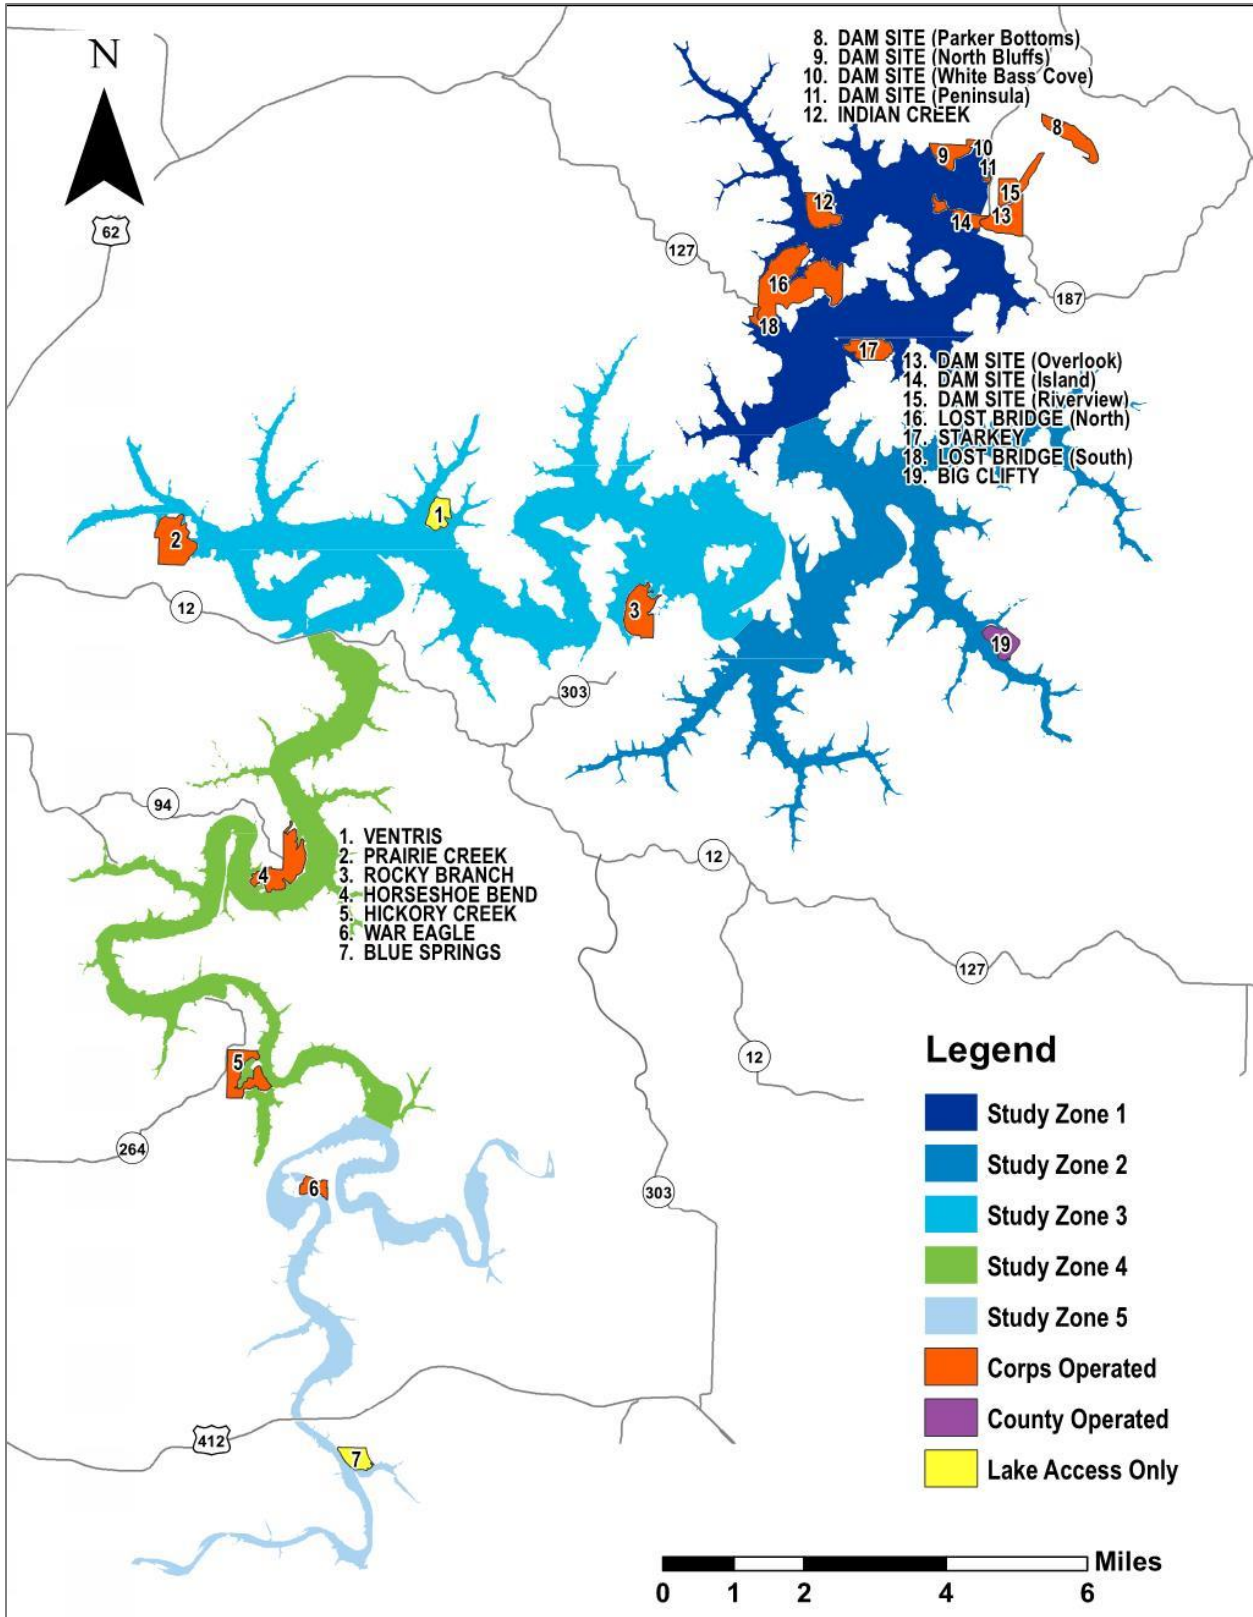 N
8. DAM SITE (Parker Bottoms)
9. DAM SITE (North Bluffs)
10. DAM SITE (White Bass Cove)
11. DAM SITE (Peninsula)
12. INDIAN CREEK
8
10
9
11
15
12
13
14
62
127
16
187
18
17
13. DAM SITE (Overlook)
14. DAM SITE (Island)
15. DAM SITE (Riverview)
16. LOST BRIDGE (North)
17. STARKEY
18. LOST BRIDGE (South)
19. BIG CLIFTY
1
2
12
3
19
303
94
1. VENTRIS
2. PRAIRIE CREEK
3. ROCKY BRANCH
4. HORSESHOE BEND
5. HICKORY CREEK
6. WAR EAGLE
7. BLUE SPRINGS
4
12
127
12
5
264
6
303
412
7
Legend
Study Zone 1
Study Zone 2
Study Zone 3
Study Zone 4
Study Zone 5
Corps Operated
County Operated
Lake Access Only
Miles
0 1 2 4 6